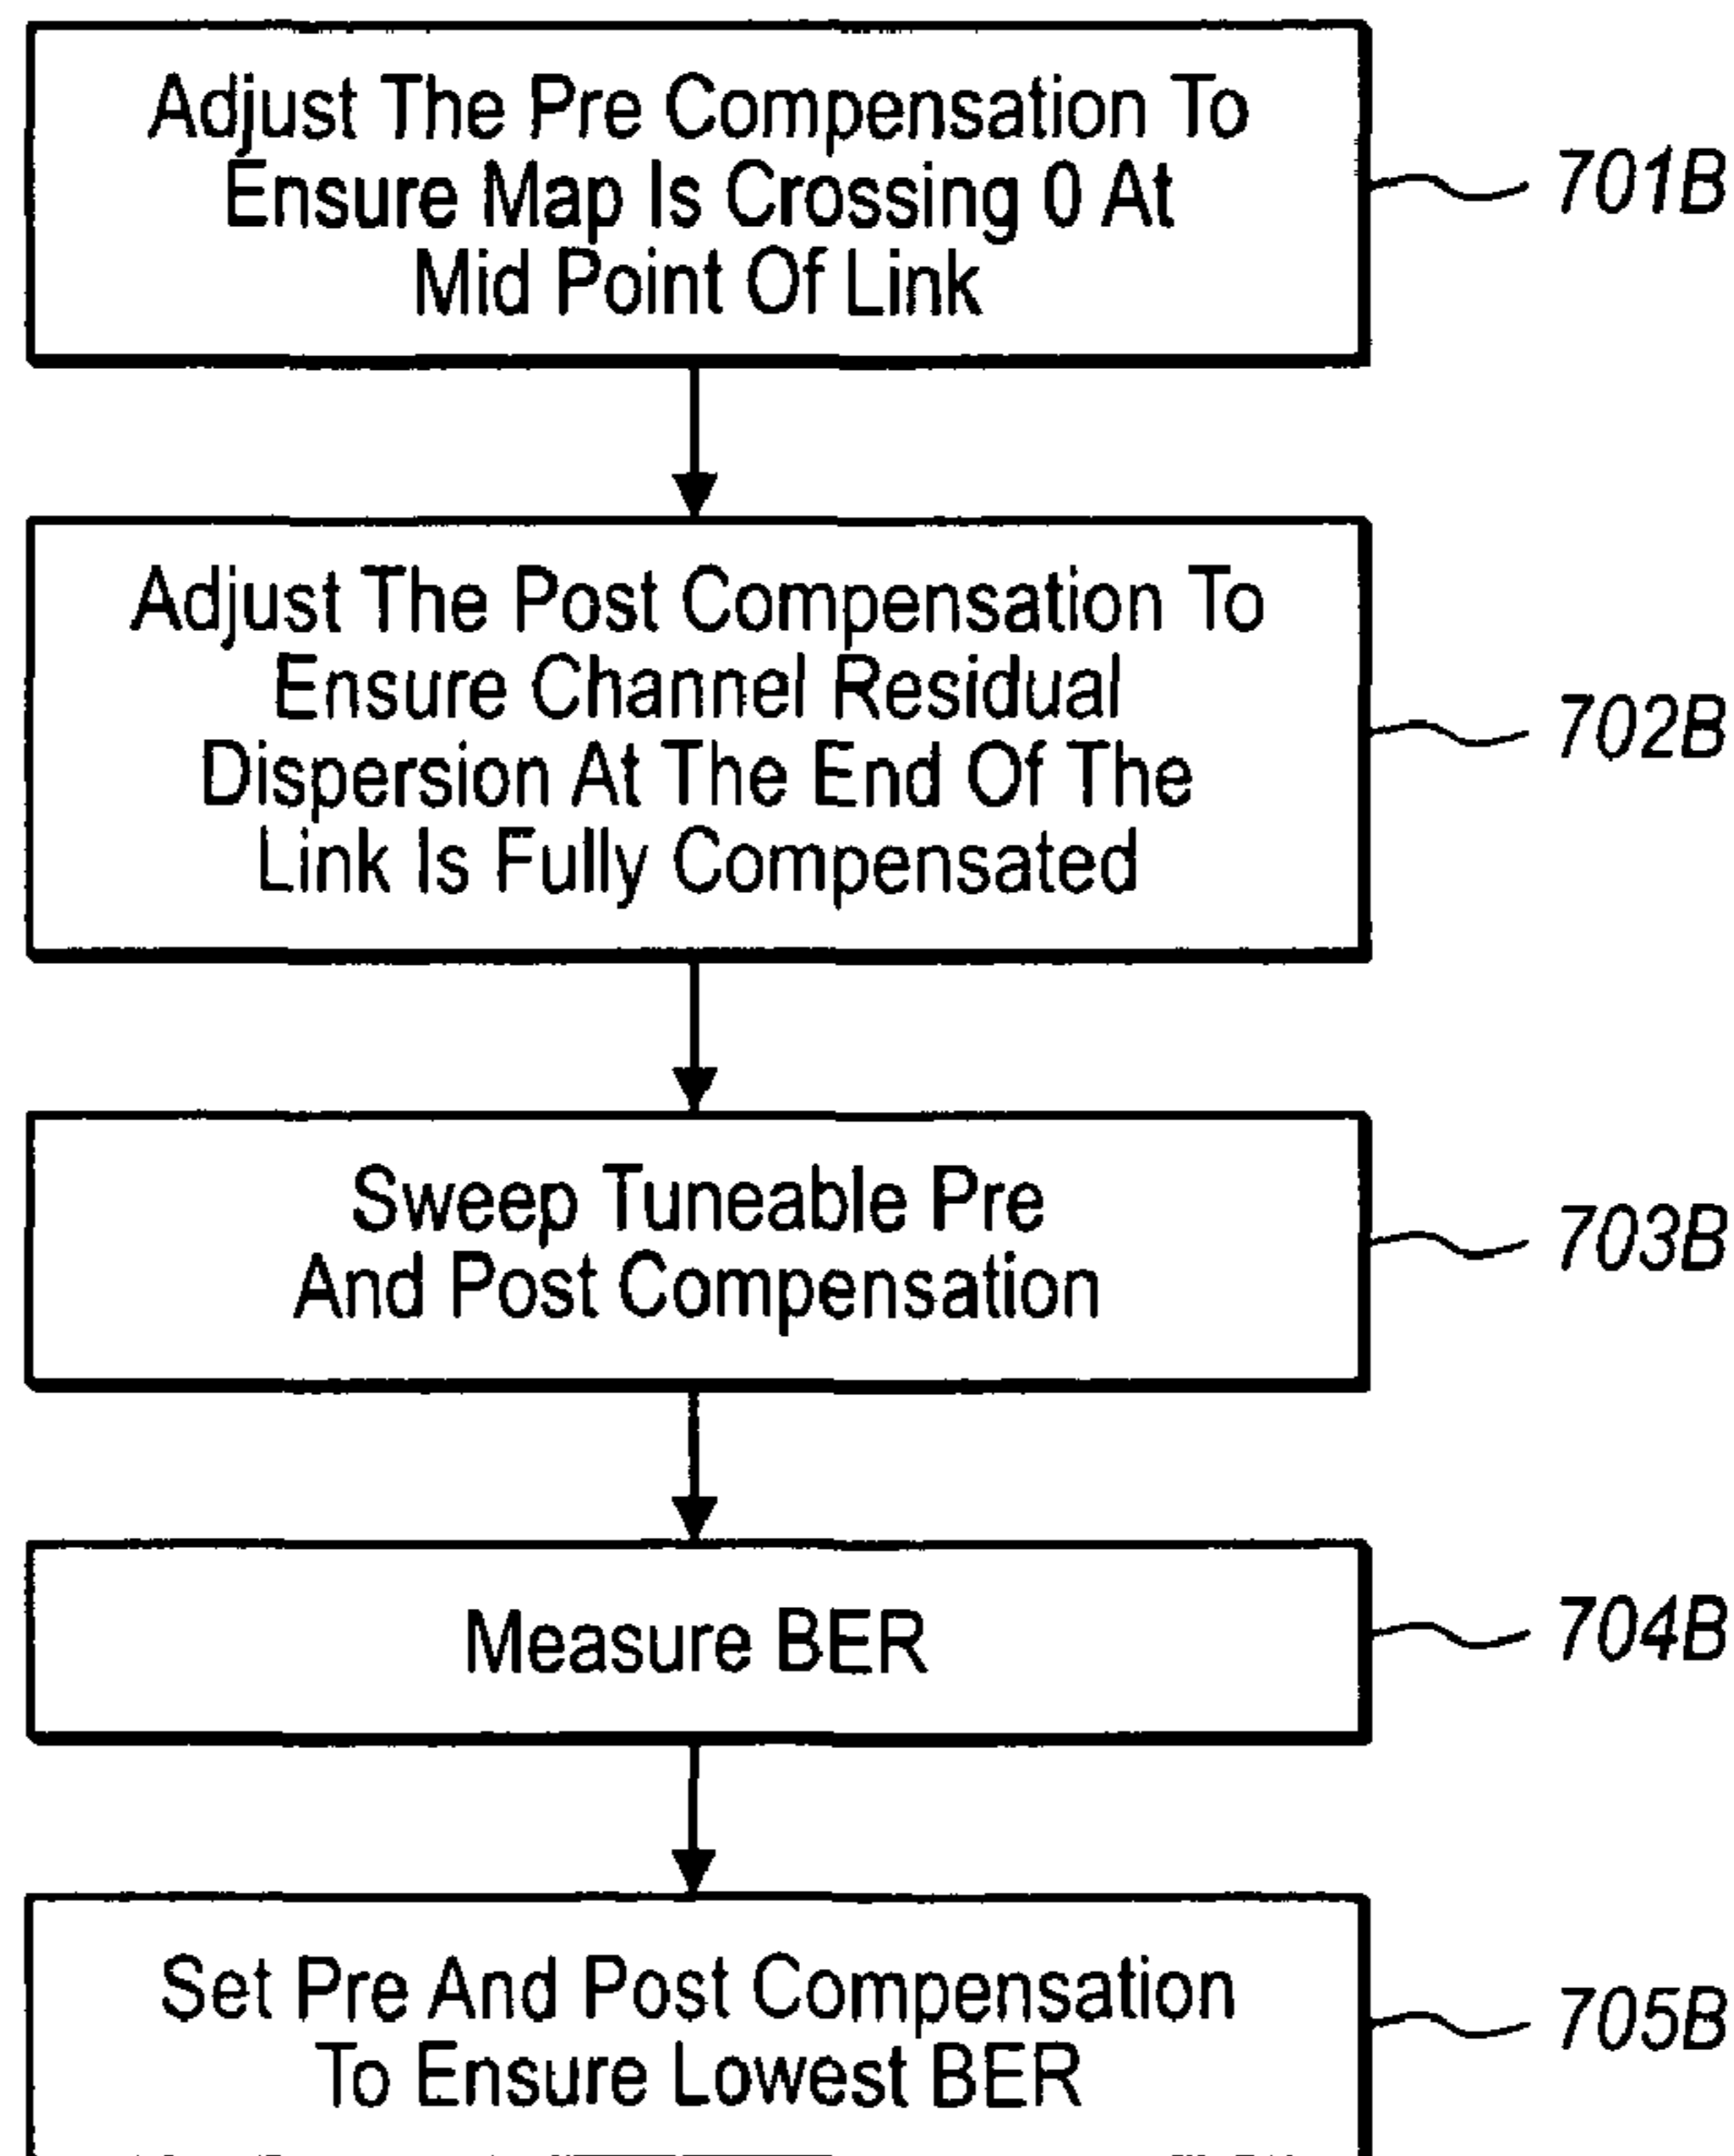 Adjust The Pre Compensation To
Ensure Map Is Crossing 0 At
Mid Point Of Link
701B
Adjust The Post Compensation To
Ensure Channel Residual
Dispersion At The End Of The
Link Is Fully Compensated
702B
Sweep Tuneable Pre
And Post Compensation
703B
Measure BER
704B
Set Pre And Post Compensation
To Ensure Lowest BER
705B